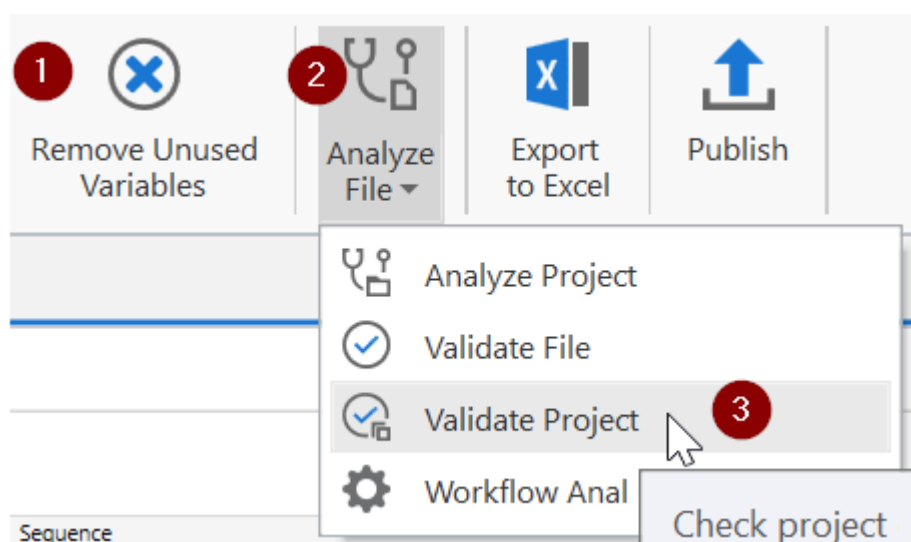 1
2
Remove Unused
Variables
Analyze
File
X
Export
to Excel
Publish
Analyze Project
Validate File
Validate Project
3
Workflow Anal
Check project
Sequence